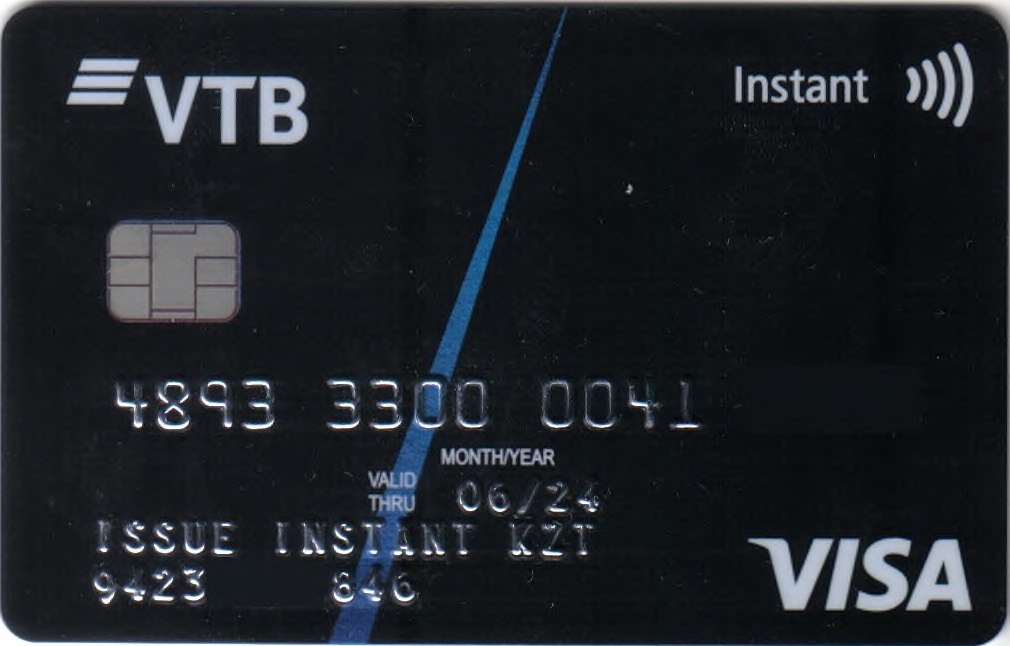 VTB
Instant
4893 3300 0041
MONTH/YEAR
VALID
THRU
06/24
ISSUE INSTANT KZT
9423 846
VISA